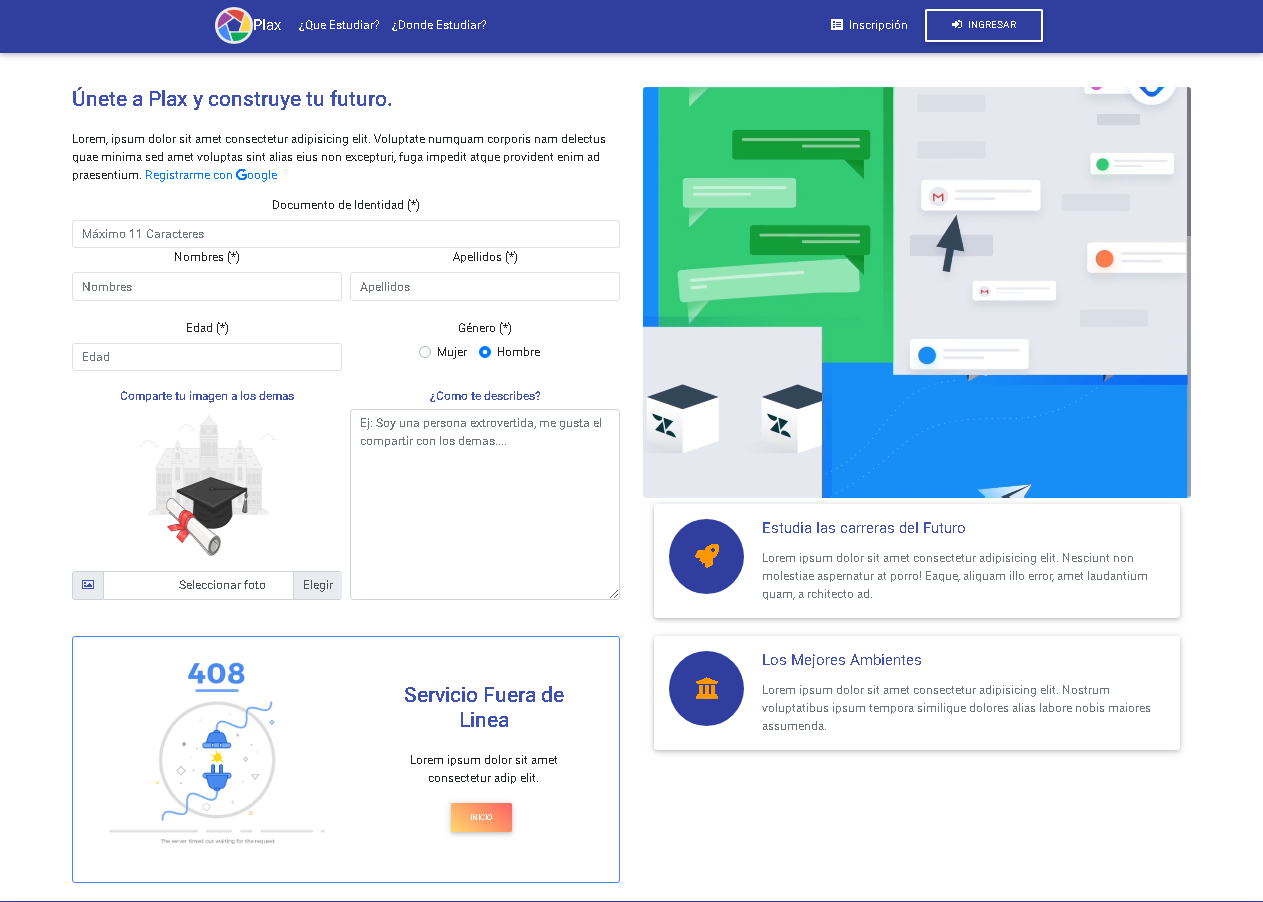 Plax ¿Que Estudiar? ¿Donde Estudiar? Inscripción INGRESAR
Únete a Plax y construye tu futuro.
Lorem, ipsum dolor sit amet consectetur adipisicing elit. Voluptate numquam corporis nam delectus
quae minima sed amet voluptas sint alias eius non excepturi, fuga impedit atque provident enim ad
praesentium. Registrarme con Google
Documento de Identidad (*)
Máximo 11 Caracteres
Nombres (*) Apellidos (*)
Nombres Apellidos
Edad (*) Género (*)
Edad Mujer Hombre
Comparte tu imagen a los demas ¿Como te describes?
Ej: Soy una persona extrovertida, me gusta el
compartir con los demas....
Seleccionar foto Elegir
408
The server timed out waiting for the request
Servicio Fuera de
Linea
Lorem ipsum dolor sit amet
consectetur adip elit.
INICIO
Estudia las carreras del Futuro
Lorem ipsum dolor sit amet consectetur adipisicing elit. Nesciunt non
molestiae aspernatur at porro! Eaque, aliquam illo error, amet laudantium
quam, a rchitecto ad.
Los Mejores Ambientes
Lorem ipsum dolor sit amet consectetur adipisicing elit. Nostrum
voluptatibus ipsum tempora similique dolores alias labore nobis maiores
assumenda.